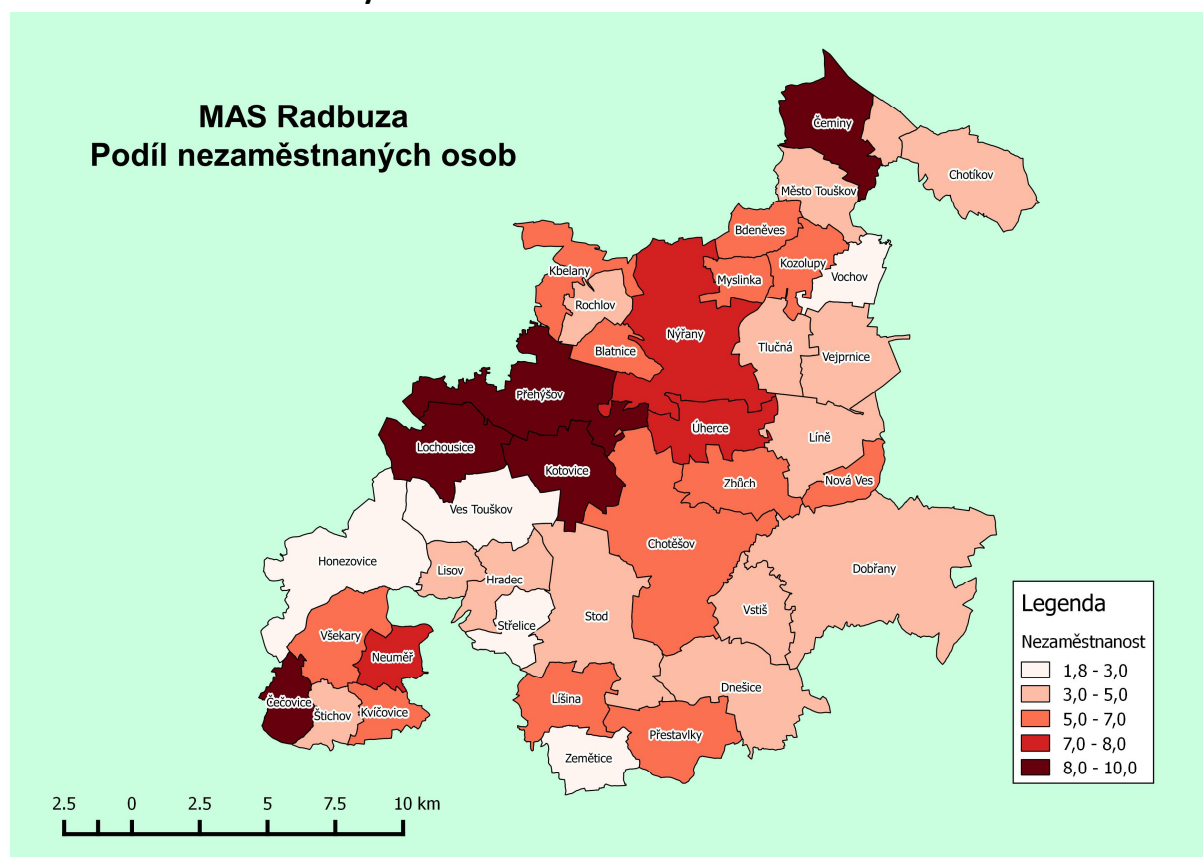 MAS Radbuza
Podíl nezaměstnaných osob
Čeminy
Chotíkov
Město Touškov
Bdeněves
Kozolupy
Kbelany
Myslinka
Vochov
Rochlov
Nýřany
Tlučná
Blatnice
Vejprnice
Přehýšov
Úherce
Líně
Lochousice
Kotovice
Zbůch
Nová Ves
Ves Touškov
Chotěšov
Honezovice
Lisov
Hradec
Dobřany
Vstiš
Stod
Střelice
Všekary
Neuměř
Dnešice
Líšina
Čečovice
Štichov
Kvíčovice
Přestavlky
Zemětice
Legenda
Nezaměstnanost
1,8 - 3,0
3,0 - 5,0
5,0 - 7,0
7,0 - 8,0
8,0 - 10,0
2.5 0 2.5 5 7.5 10 km